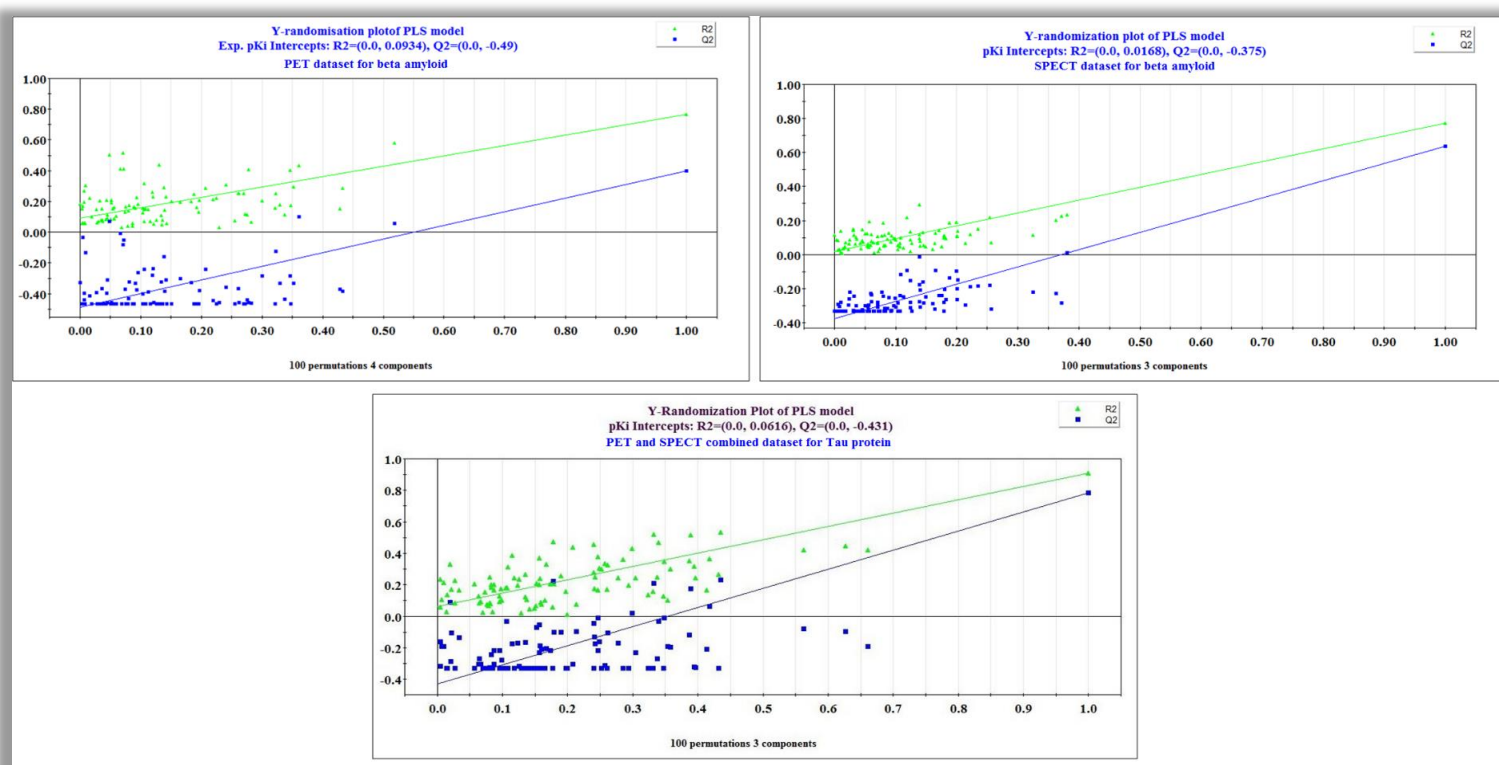 Y-randomisation plotof PLS model
Exp. pKi Intercepts: R2=(0.0, 0.0934), Q2=(0.0, -0.49)
PET dataset for beta amyloid
R2
Q2
1.00
0.80
0.60
0.40
0.20
0.00
-0.20
-0.40
0.00 0.10 0.20 0.30 0.40 0.50 0.60 0.70 0.80 0.90 1.00
100 permutations 4 components
Y-randomization plot of PLS model
pKi Intercepts: R2=(0.0, 0.0168), Q2=(0.0, -0.375)
SPECT dataset for beta amyloid
R2
Q2
1.00
0.80
0.60
0.40
0.20
0.00
-0.20
-0.40
0.00 0.10 0.20 0.30 0.40 0.50 0.60 0.70 0.80 0.90 1.00
100 permutations 3 components
Y-Randomization Plot of PLS model
pKi Intercepts: R2=(0.0, 0.0616), Q2=(0.0, -0.431)
PET and SPECT combined dataset for Tau protein
R2
Q2
1.0
0.8
0.6
0.4
0.2
0.0
-0.2
-0.4
0.0 0.1 0.2 0.3 0.4 0.5 0.6 0.7 0.8 0.9 1.0
100 permutations 3 components